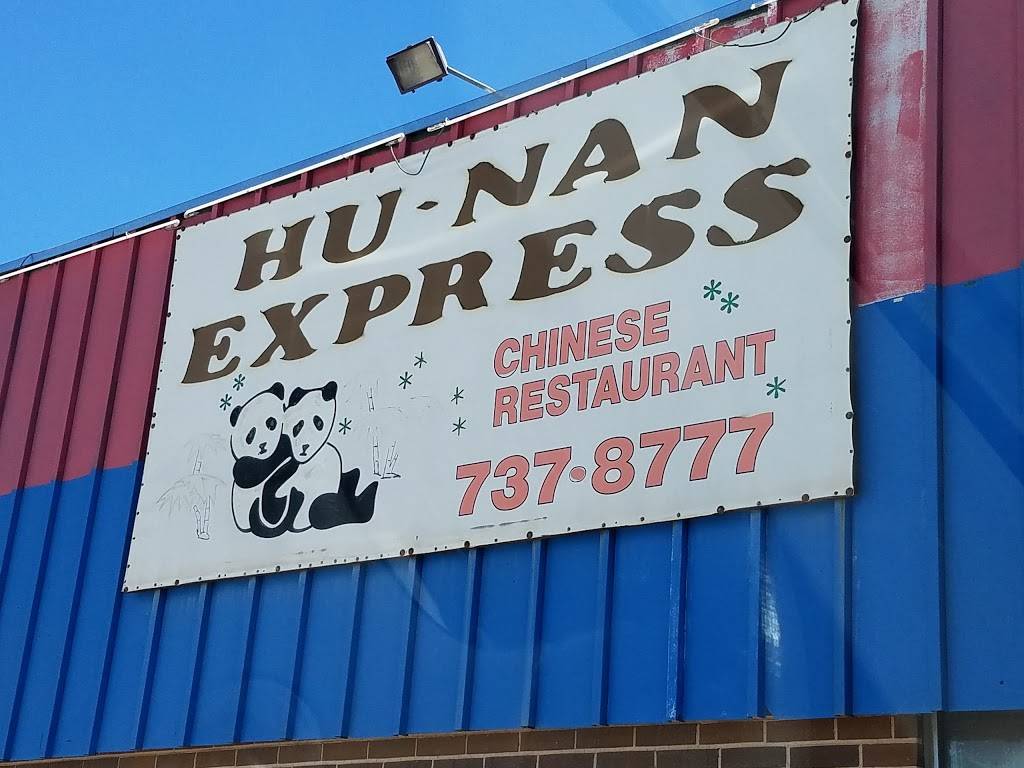 HU-NAN
EXPRESS
CHINESE
RESTAURANT
737•8777